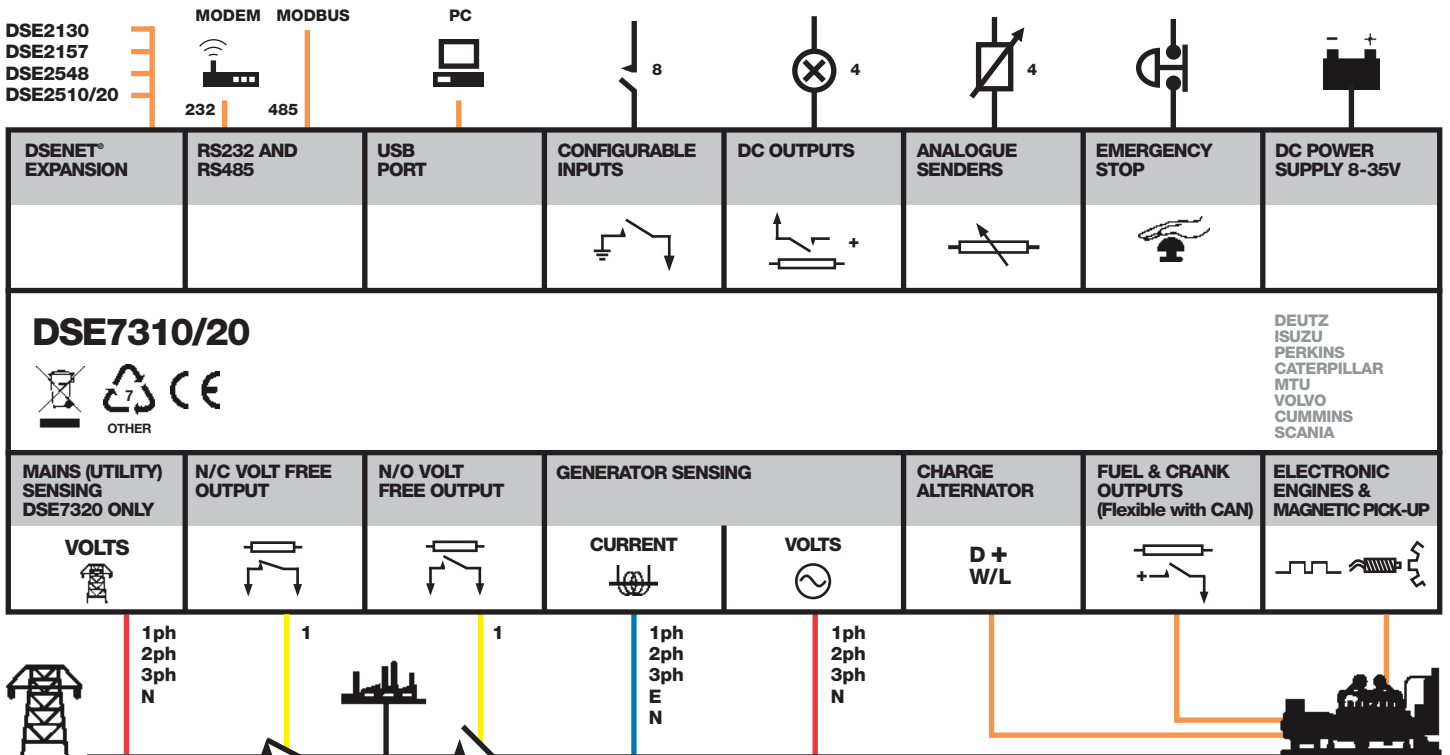 DSE2130
DSE2157
DSE2548
DSE2510/20
MODEM
MODBUS
PC
232
485
8
4
4
- +
DSENET®
EXPANSION
RS232 AND
RS485
USB
PORT
CONFIGURABLE
INPUTS
DC OUTPUTS
ANALOGUE
SENDERS
EMERGENCY
STOP
DC POWER
SUPPLY 8-35V
+
DSE7310/20
7
OTHER
CE
DEUTZ
ISUZU
PERKINS
CATERPILLAR
MTU
VOLVO
CUMMINS
SCANIA
MAINS (UTILITY)
SENSING
DSE7320 ONLY
VOLTS
N/C VOLT FREE
OUTPUT
N/O VOLT
FREE OUTPUT
GENERATOR SENSING
CURRENT
VOLTS
CHARGE
ALTERNATOR
D +
W/L
FUEL & CRANK
OUTPUTS
(Flexible with CAN)
+
ELECTRONIC
ENGINES &
MAGNETIC PICK-UP
1ph
2ph
3ph
N
1
1
1ph
2ph
3ph
E
N
1ph
2ph
3ph
N